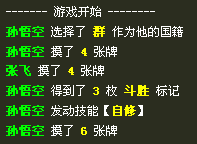 ------- 游戏开始 --------
孙悟空 选择了 群 作为他的国籍
孙悟空 摸了 4 张牌
张飞 摸了 4 张牌
孙悟空 得到了 3 枚 斗胜 标记
孙悟空 发动技能【自修】
孙悟空 摸了 6 张牌